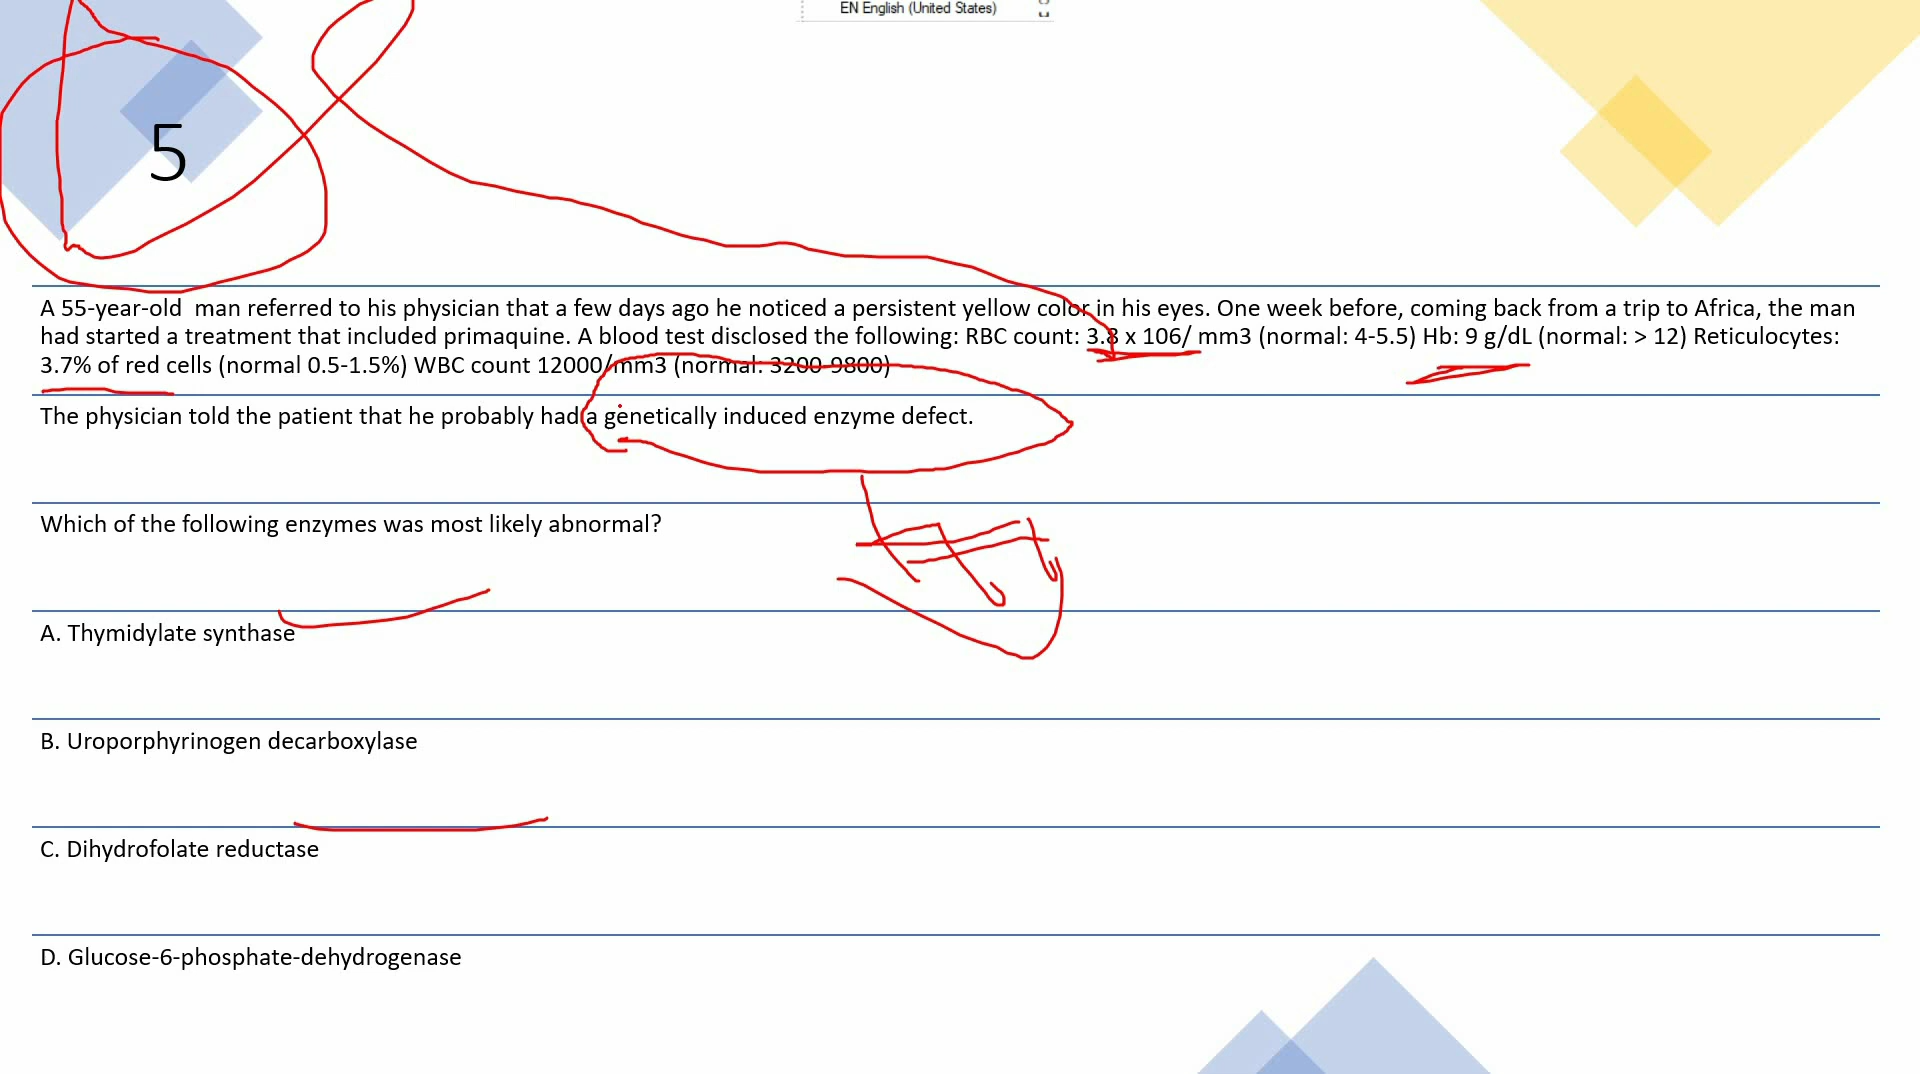 EN English (United States)
5
A 55-year-old  man referred to his physician that a few days ago he noticed a persistent yellow color in his eyes. One week before, coming back from a trip to Africa, the man
had started a treatment that included primaquine. A blood test disclosed the following: RBC count: 3.8 x 106/ mm3 (normal: 4-5.5) Hb: 9 g/dL (normal: > 12) Reticulocytes:
3.7% of red cells (normal 0.5-1.5%) WBC count 12000/mm3 (normal: 3200-9800)
The physician told the patient that he probably had a genetically induced enzyme defect.
Which of the following enzymes was most likely abnormal?
A. Thymidylate synthase
B. Uroporphyrinogen decarboxylase
C. Dihydrofolate reductase
D. Glucose-6-phosphate-dehydrogenase